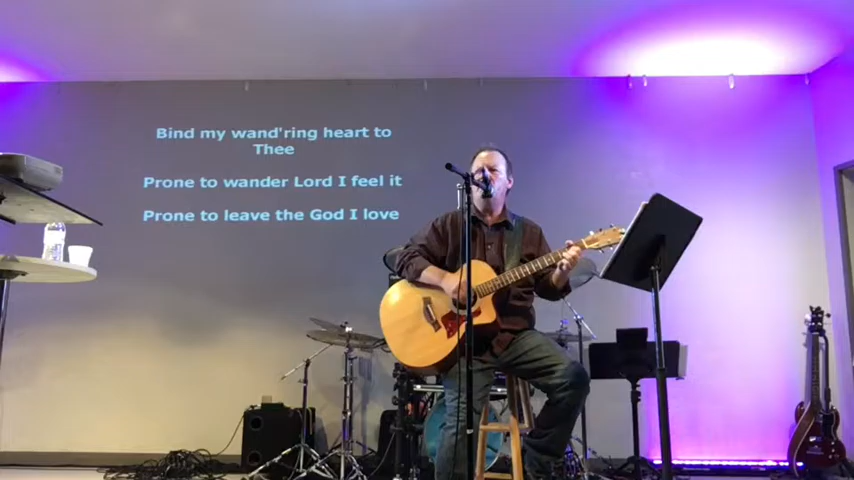 Bind my wand'ring heart to
Thee
Prone to wander Lord I feel it
Prone to leave the God I love